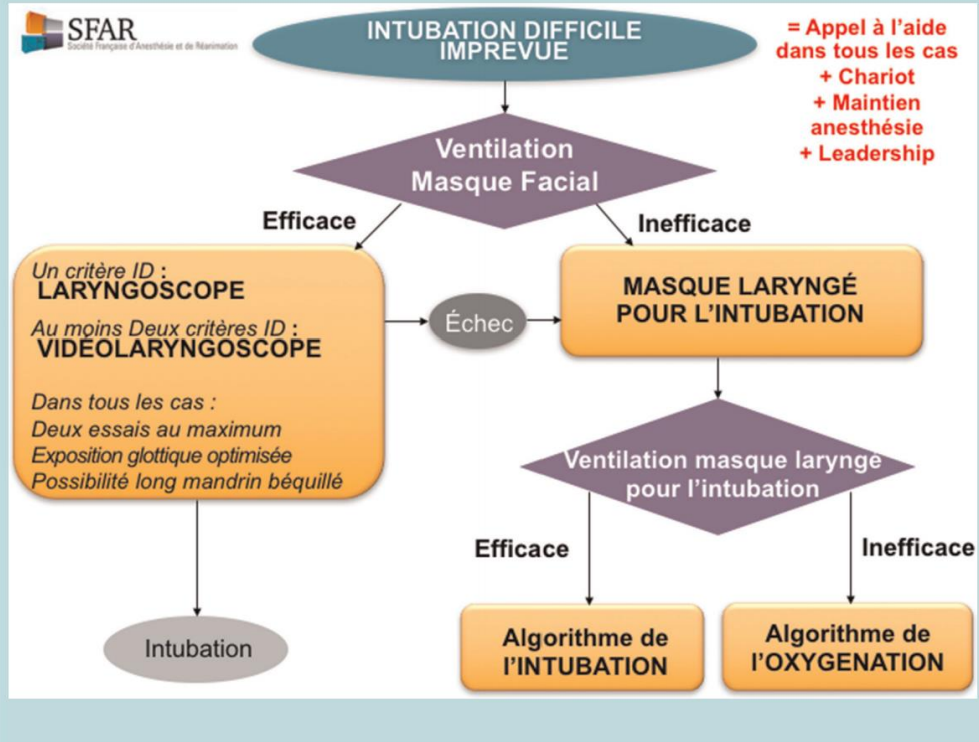 SFAR
Société Française d'Anesthésie et de Réanimation
INTUBATION DIFFICILE
IMPREVUE
= Appel à l'aide
dans tous les cas
+ Chariot
+ Maintien
anesthésie
+ Leadership
Ventilation
Masque Facial
Efficace
Inefficace
Un critère ID :
LARYNGOSCOPE
Au moins Deux critères ID :
VIDÉOLARYNGOSCOPE
Dans tous les cas :
Deux essais au maximum
Exposition glottique optimisée
Possibilité long mandrin béquillé
Échec
MASQUE LARYNGÉ
POUR L'INTUBATION
Ventilation masque laryngé
pour l'intubation
Efficace
Inefficace
Intubation
Algorithme de
l'INTUBATION
Algorithme de
l'OXYGENATION